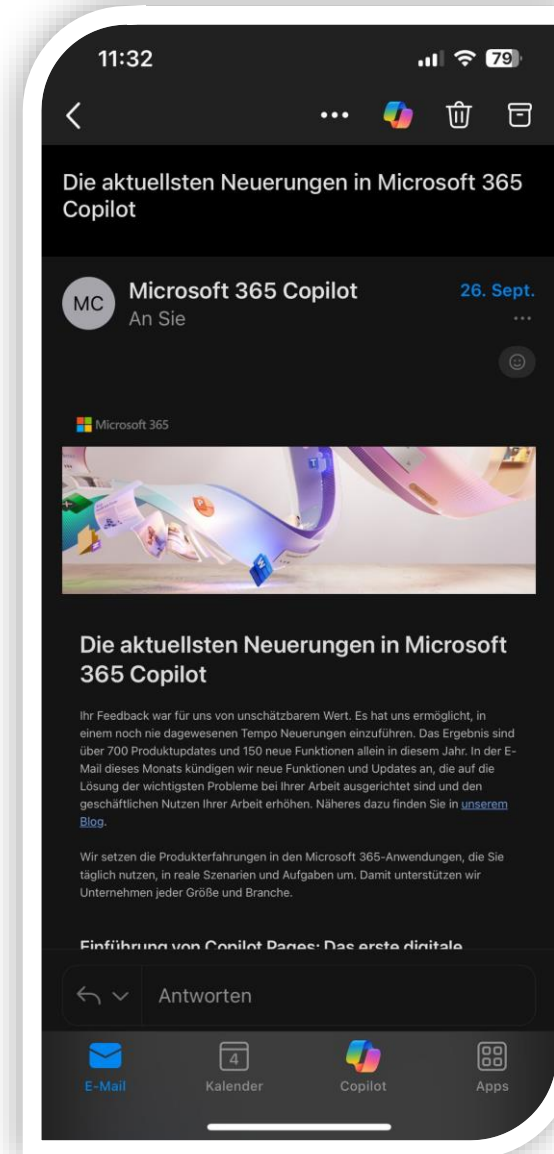 11:32
79
Die aktuellsten Neuerungen in Microsoft 365
Copilot
MC
Microsoft 365 Copilot
26. Sept.
An Sie
Microsoft 365
Die aktuellsten Neuerungen in Microsoft
365 Copilot
Ihr Feedback war für uns von unschätzbarem Wert. Es hat uns ermöglicht, in
einem noch nie dagewesenen Tempo Neuerungen einzuführen. Das Ergebnis sind
über 700 Produktupdates und 150 neue Funktionen allein in diesem Jahr. In der E-
Mail dieses Monats kündigen wir neue Funktionen und Updates an, die auf die
Lösung der wichtigsten Probleme bei Ihrer Arbeit ausgerichtet sind und den
geschäftlichen Nutzen Ihrer Arbeit erhöhen. Näheres dazu finden Sie in unserem
Blog.
Wir setzen die Produkterfahrungen in den Microsoft 365-Anwendungen, die Sie
täglich nutzen, in reale Szenarien und Aufgaben um. Damit unterstützen wir
Unternehmen jeder Größe und Branche.
Einführung von Copilot Pages: Das erste digitale
Antworten
4
E-Mail
Kalender
Copilot
Apps